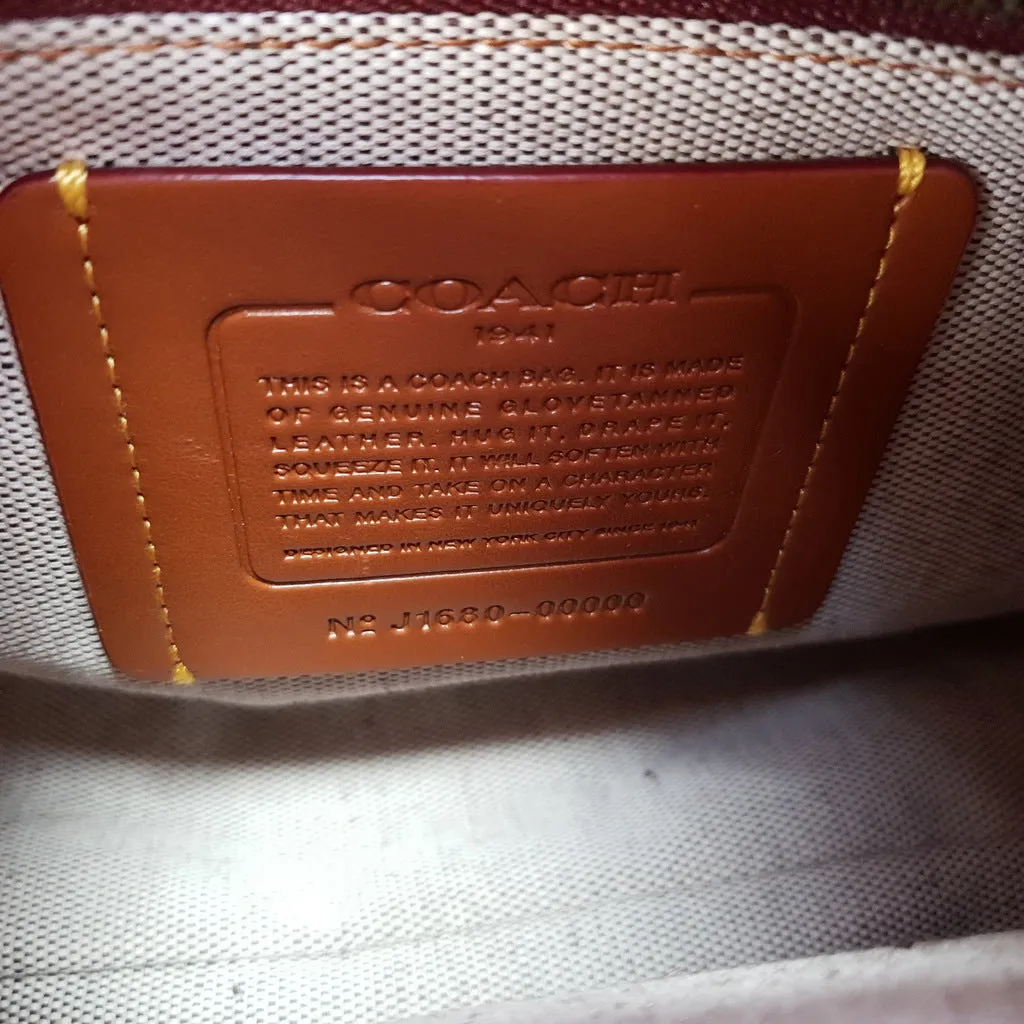 COACH
1941
THIS IS A COACH BAG. IT IS MADE
OF GENUINE GLOVETANNED
LEATHER. HUG IT, DRAPE IT,
SQUEEZE IT. IT WILL SOFTEN WITH
TIME AND TAKE ON A CHARACTER
THAT MAKES IT UNIQUELY YOURS.
DESIGNED IN NEW YORK CITY SINCE 1941
Nº J1680-00000